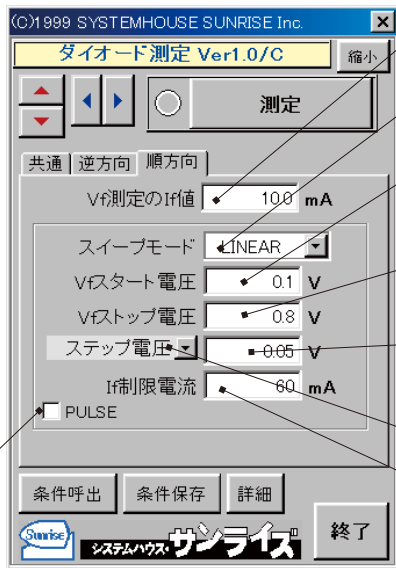 (C)1999 SYSTEMHOUSE SUNRISE Inc.
ダイオード測定 Ver1.0/C
縮小
測定
共通 逆方向 順方向
Vf測定のIf値 10.0 mA
スイープモード LINEAR
Vfスタート電圧 0.1 V
Vfストップ電圧 0.8 V
ステップ電圧 0.05 V
If制限電流 60 mA
PULSE
条件呼出 条件保存 詳細
Sunrise システムハウス・サンライズ 終了